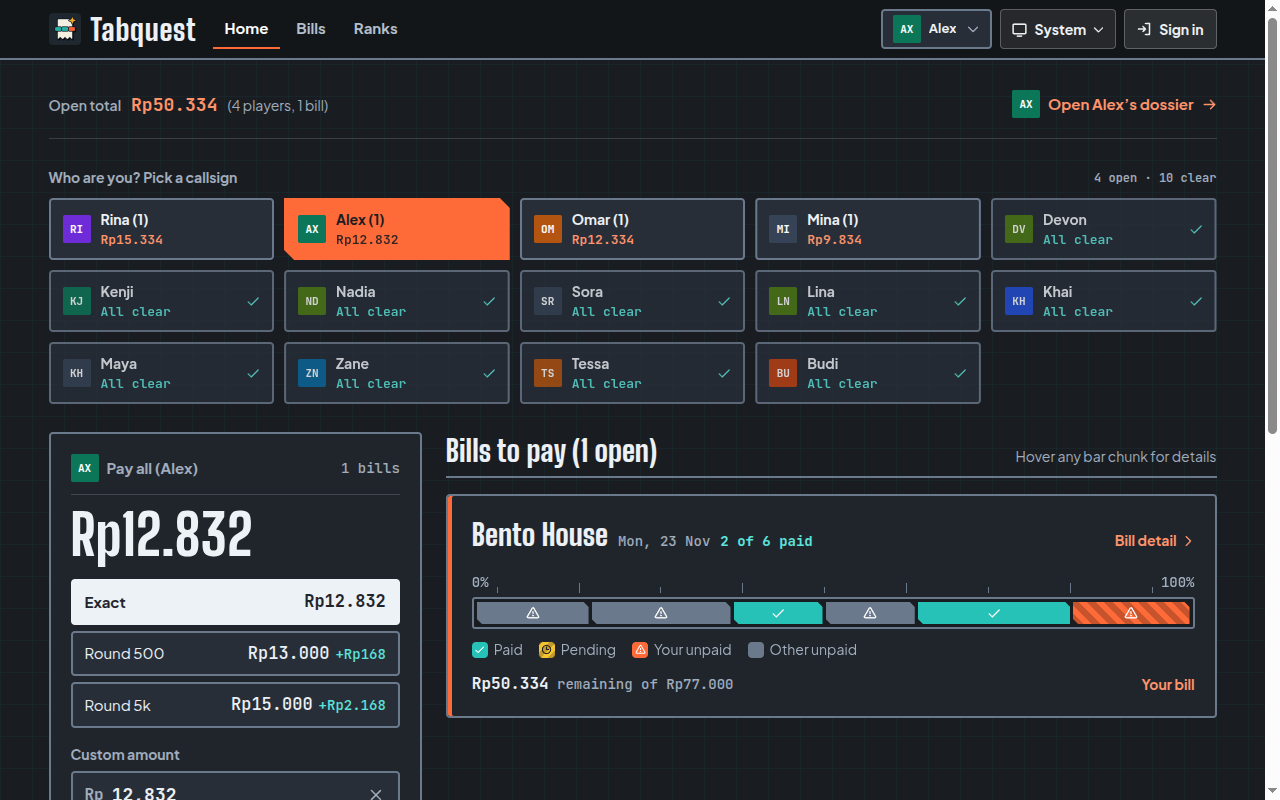 Tabquest Home Bills Ranks AX Alex System Sign in
Open total Rp50.334 (4 players, 1 bill) AX Open Alex's dossier →
Who are you? Pick a callsign 4 open · 10 clear
RI Rina (1) Rp15.334
AX Alex (1) Rp12.832
OM Omar (1) Rp12.334
MI Mina (1) Rp9.834
DV Devon All clear
KJ Kenji All clear
ND Nadia All clear
SR Sora All clear
LN Lina All clear
KH Khai All clear
KH Maya All clear
ZN Zane All clear
TS Tessa All clear
BU Budi All clear
AX Pay all (Alex) 1 bills
Rp12.832
Exact Rp12.832
Round 500 Rp13.000 +Rp168
Round 5k Rp15.000 +Rp2.168
Custom amount
Rp 12.832
Bills to pay (1 open) Hover any bar chunk for details
Bento House Mon, 23 Nov 2 of 6 paid Bill detail
0% 100%
Paid Pending Your unpaid Other unpaid
Rp50.334 remaining of Rp77.000 Your bill